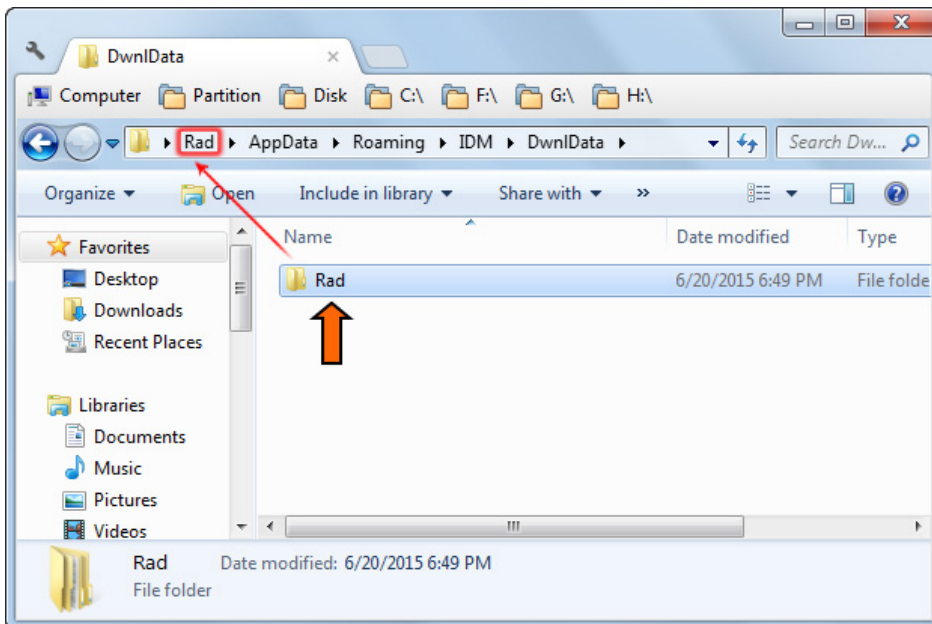 DwnlData
Computer Partition Disk C:\ F:\ G:\ H:\
Rad AppData Roaming IDM DwnlData Search Dw...
Organize Open Include in library Share with »
Favorites
Name Date modified Type
Desktop
Rad 6/20/2015 6:49 PM File folde
Downloads
Recent Places
Libraries
Documents
Music
Pictures
Videos
Rad Date modified: 6/20/2015 6:49 PM
File folder